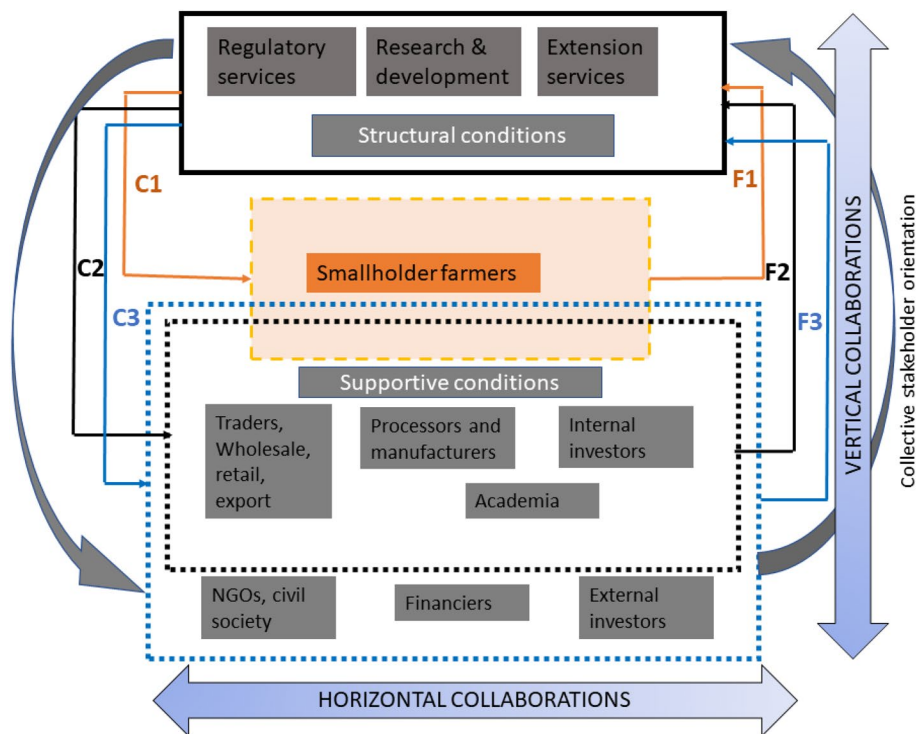 Regulatory
services
Research &
development
Extension
services
Structural conditions
C1
F1
C2
F2
C3
F3
Smallholder farmers
Supportive conditions
Traders,
Wholesale,
retail,
export
Processors and
manufacturers
Internal
investors
Academia
NGOs, civil
society
Financiers
External
investors
HORIZONTAL COLLABORATIONS
VERTICAL COLLABORATIONS
Collective stakeholder orientation